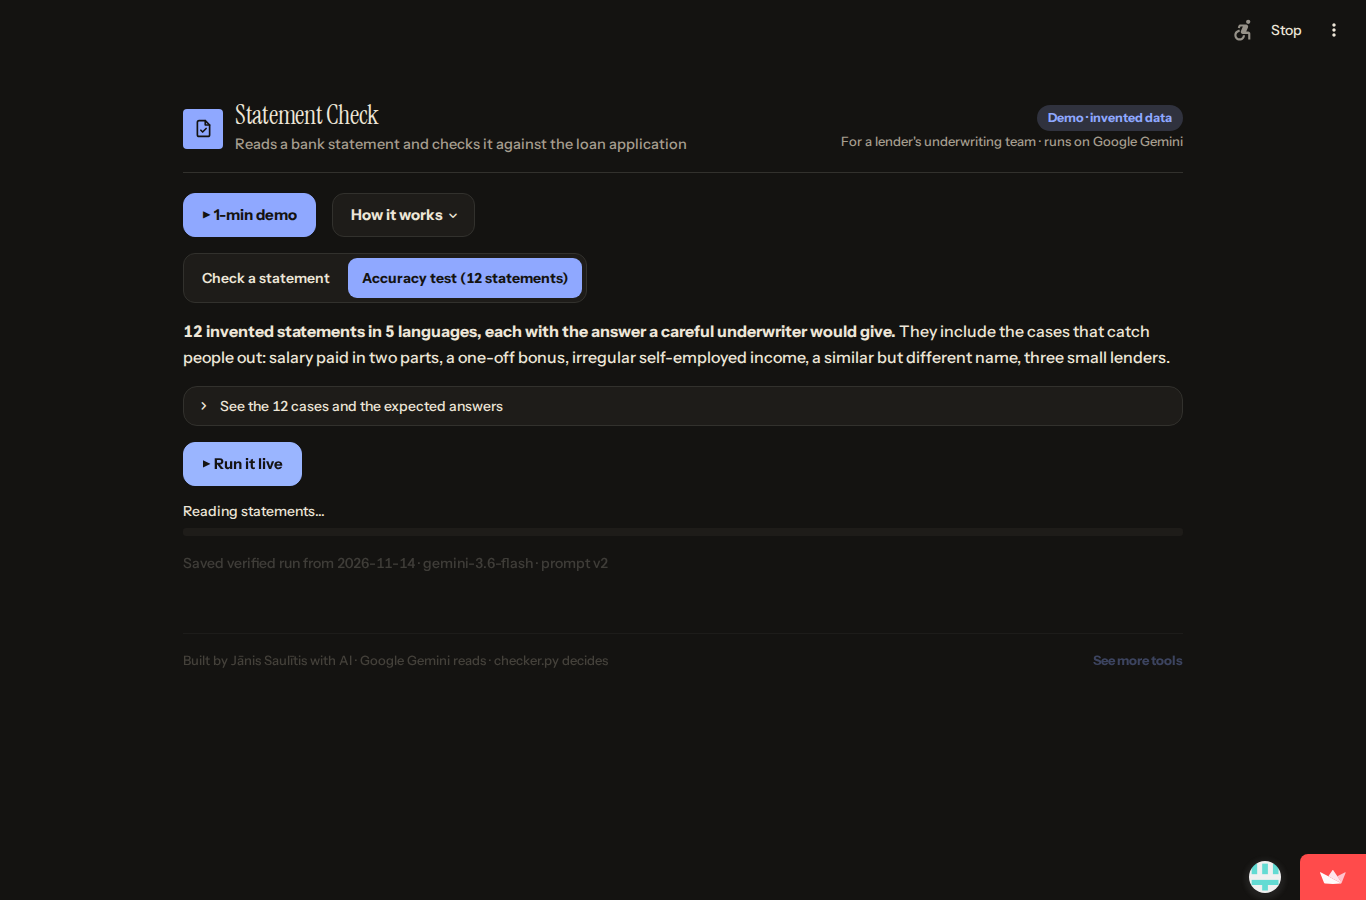 Stop
Statement Check
Reads a bank statement and checks it against the loan application
Demo · invented data
For a lender's underwriting team · runs on Google Gemini
▸ 1-min demo
How it works
Check a statement
Accuracy test (12 statements)
12 invented statements in 5 languages, each with the answer a careful underwriter would give. They include the cases that catch
people out: salary paid in two parts, a one-off bonus, irregular self-employed income, a similar but different name, three small lenders.
See the 12 cases and the expected answers
▸ Run it live
Reading statements...
Saved verified run from 2026-11-14 · gemini-3.6-flash · prompt v2
Built by Jānis Saulītis with AI · Google Gemini reads · checker.py decides
See more tools